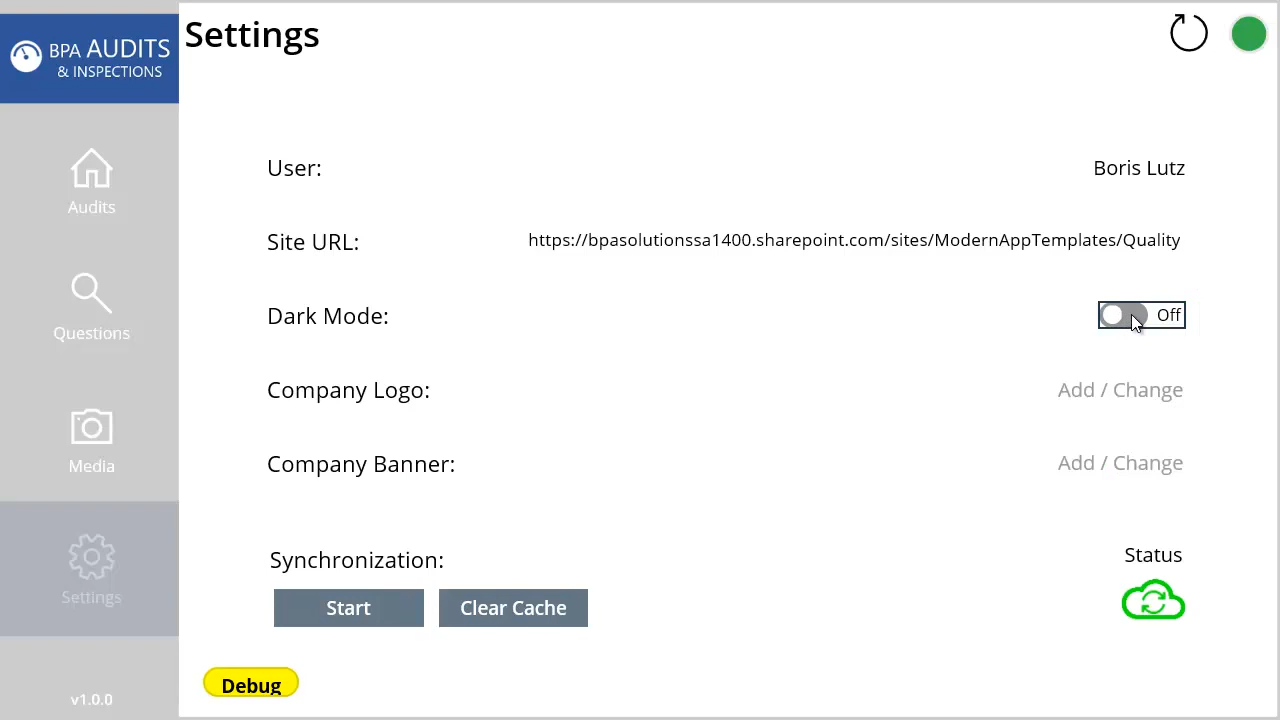 BPA AUDITS
& INSPECTIONS
Settings
Audits
Questions
Media
Settings
v1.0.0
User:
Boris Lutz
Site URL:
https://bpasolutionssa1400.sharepoint.com/sites/ModernAppTemplates/Quality
Dark Mode:
Off
Company Logo:
Add / Change
Company Banner:
Add / Change
Synchronization:
Status
Start
Clear Cache
Debug